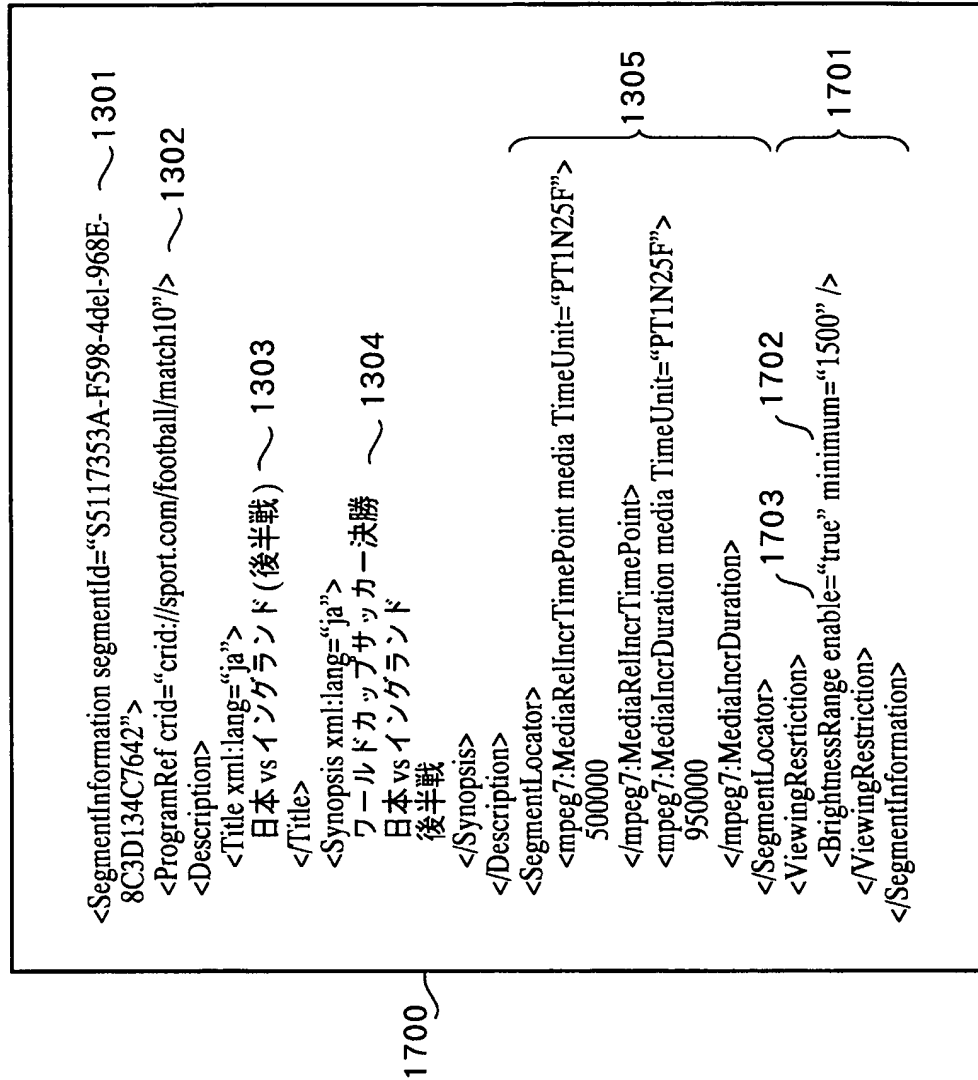 <SegmentInformation segmentId=“S5117353A-F598-4del-968E- 1301
8C3D134C7642”>
<ProgramRef crid=“crid://sport.com/football/match10”/> 1302
<Description>
<Title xml:lang=“ja”>
日本 vs イングランド (後半戦) 1303
</Title>
<Synopsis xml:lang=“ja”>
ワールドカップサッカー決勝 1304
日本 vs イングランド
後半戦
</Synopsis>
</Description>
<SegmentLocator>
<mpeg7:MediaRelIncrTimePoint media TimeUnit=“PT1N25F”>
500000
</mpeg7:MediaRelIncrTimePoint>
<mpeg7:MediaIncrDuration media TimeUnit=“PT1N25F”>
950000
</mpeg7:MediaIncrDuration>
</SegmentLocator>
1305
<ViewingResrtiction> 1703 1702
<BrightnessRange enable=“true” minimum=“1500” />
</ViewingRestriction>
1701
</SegmentInformation>
1700